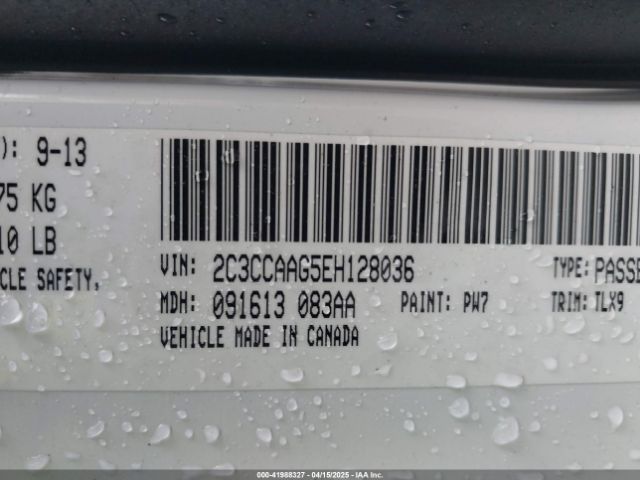 ): 9-13
75 KG
10 LB
CLE SAFETY,
VIN: 2C3CCAAG5EH128036
TYPE: PASSE
MDH: 091613 083AA PAINT: PW7 TRIM: TLX9
VEHICLE MADE IN CANADA
000-41988327 - 04/15/2025 - IAA Inc.